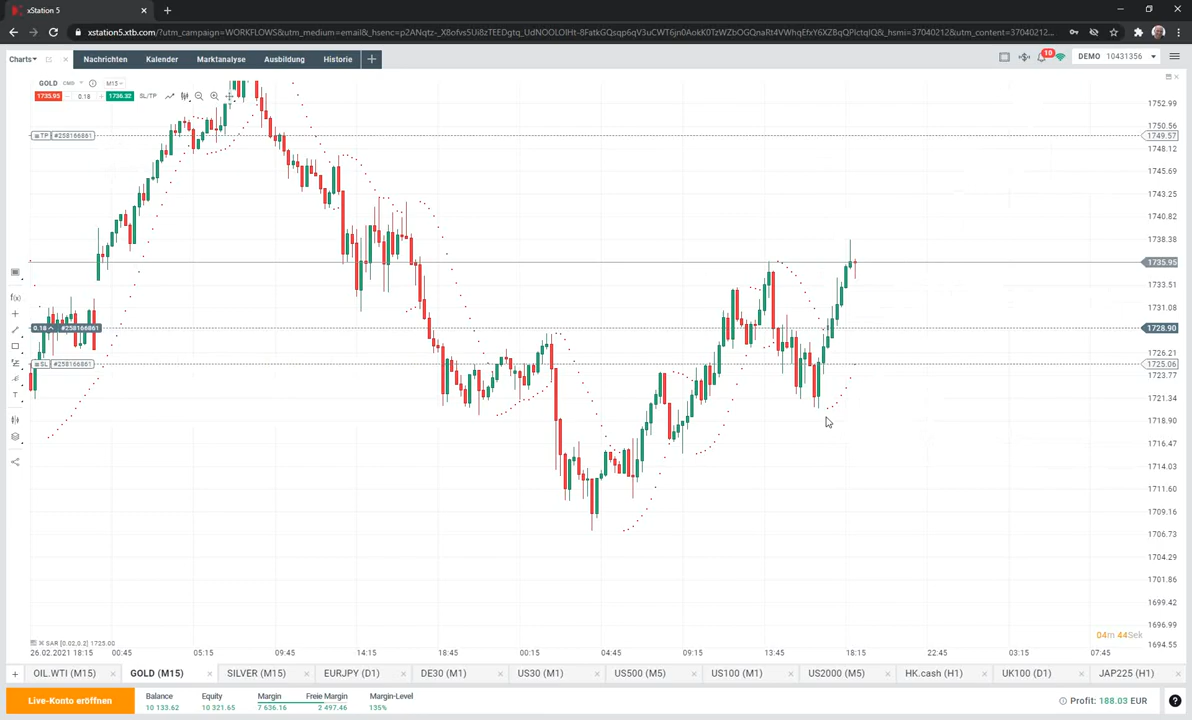 xStation 5
xstation5.xtb.com/?utm_campaign=WORKFLOWS&utm_medium=email&_hsenc=
Charts
Nachrichten
Kalender
Marktanalyse
Ausbildung
Historie
10
DEMO 10431356
GOLD CMD M15
1735.95
0.18
1736.32
SL/TP
TP #258166861
0.18 #258166861
SL #258166861
f(x)
T
1752.99
1750.56
1749.57
1748.12
1745.69
1743.25
1740.82
1738.38
1735.95
1733.51
1731.08
1728.90
1726.21
1725.06
1723.77
1721.34
1718.90
1716.47
1714.03
1711.60
1709.16
1706.73
1704.29
1701.86
1699.42
1696.99
1694.55
04m 44Sek
SAR [0.02,0.2] 1725.00
26.02.2021 18:15 00:45 05:15 09:45 14:15 18:45 00:15 04:45 09:15 13:45 18:15 22:45 03:15 07:45
OIL.WTI (M15)
GOLD (M15)
SILVER (M15)
EURJPY (D1)
DE30 (M1)
US30 (M1)
US500 (M5)
US100 (M1)
US2000 (M5)
HK.cash (H1)
UK100 (D1)
JAP225 (H1)
Live-Konto eröffnen
Balance Equity Margin Freie Margin Margin-Level
10 133.62 10 321.65 7 636.16 2 497.46 135%
Profit: 188.03 EUR